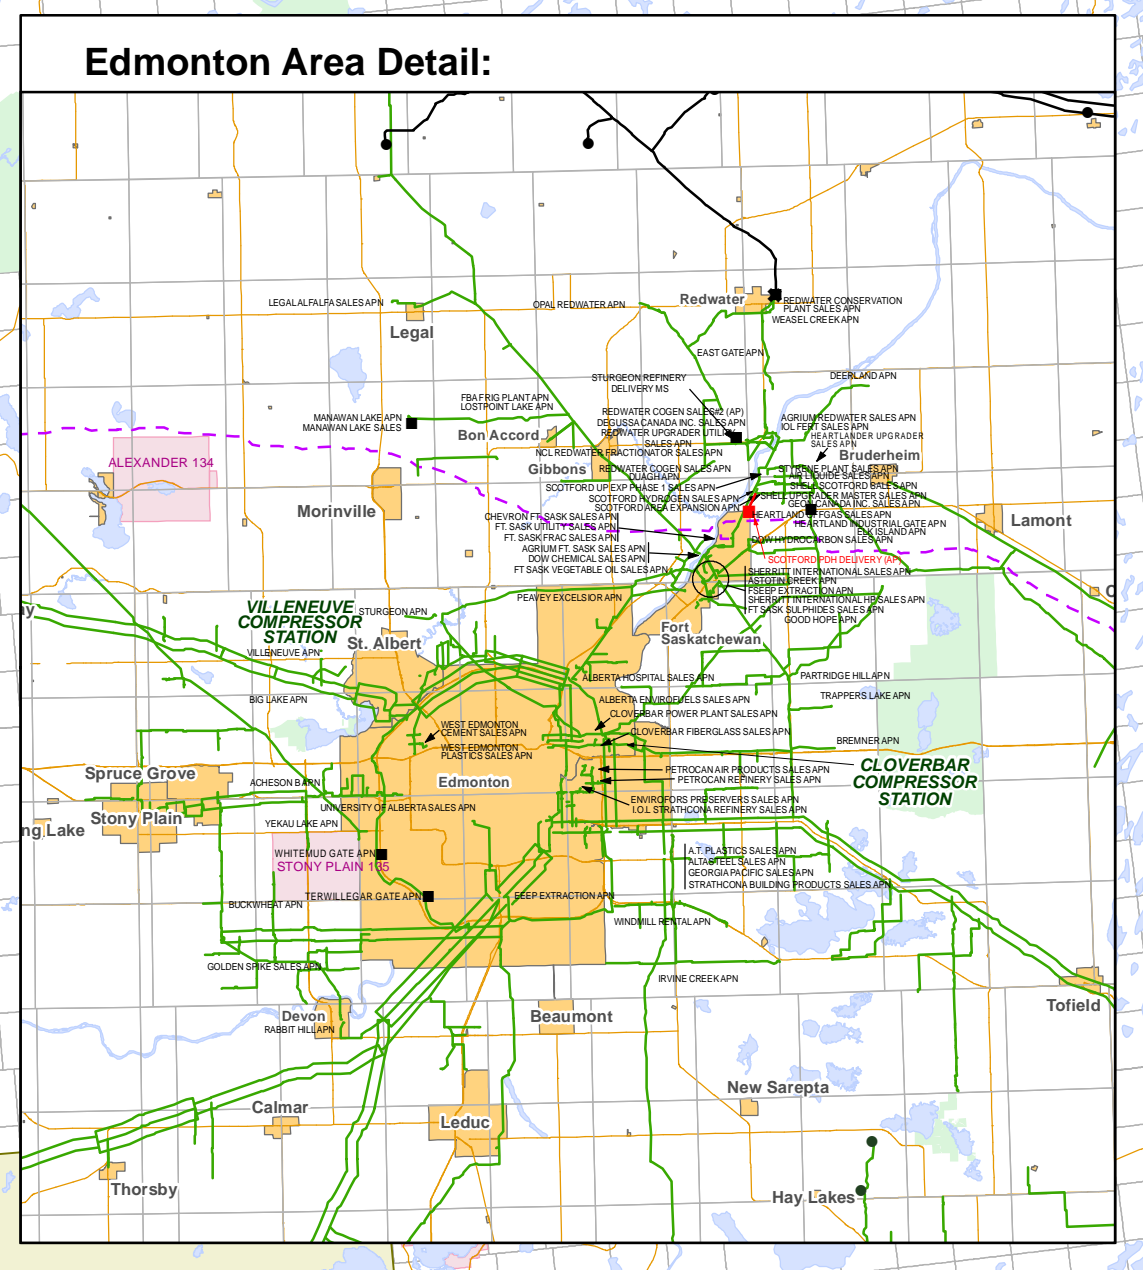 Edmonton Area Detail:
LEGAL ALFALFA SALES APN
Legal
OPAL REDWATER APN
Redwater
REDWATER CONSERVATION
PLANT SALES APN
WEASEL CREEK APN
EAST GATE APN
DEERLAND APN
STURGEON REFINERY
DELIVERY MS
FBA FRIG PLANT APN
LOSTPOINT LAKE APN
MANAWAN LAKE APN
MANAWAN LAKE SALES
Bon Accord
REDWATER COGEN SALES#2 (AP)
DEGUSSA CANADA INC. SALES APN
REDWATER UPGRADER UTILITY
SALES APN
NCL REDWATER FRACTIONATOR SALES APN
AGRIUM REDWATER SALES APN
IOL FERT SALES APN
HEARTLANDER UPGRADER
SALES APN
Bruderheim
ALEXANDER 134
Gibbons
REDWATER COGEN SALES APN
DUAGH APN
SCOTFORD UP EXP PHASE 1 SALES APN
SCOTFORD HYDROGEN SALES APN
SCOTFORD AREA EXPANSION APN
STYRENE PLANT SALES APN
AIR LIQUIDE SALES APN
SHELL SCOTFORD BALES APN
SHELL UPGRADER MASTER SALES APN
GEON CANADA INC. SALES APN
HEARTLAND OFFGAS SALES APN
HEARTLAND INDUSTRIAL GATE APN
ELK ISLAND APN
DOW HYDROCARBON SALES APN
Morinville
Lamont
CHEVRON FT. SASK SALES APN
FT. SASK UTILITY SALES APN
FT. SASK FRAC SALES APN
AGRIUM FT. SASK SALES APN
DOW CHEMICAL SALES APN
FT SASK VEGETABLE OIL SALES APN
SCOTFORD PDH DELIVERY (AP)
SHERRITT INTERNATIONAL SALES APN
ASTOTIN CREEK APN
FSEEP EXTRACTION APN
SHERRITT INTERNATIONAL HP SALES APN
FT SASK SULPHIDES SALES APN
GOOD HOPE APN
PEAVEY EXCELSIOR APN
VILLENEUVE
COMPRESSOR
STATION
STURGEON APN
St. Albert
Fort
Saskatchewan
VILLENEUVE APN
BIG LAKE APN
ALBERTA HOSPITAL SALES APN
PARTRIDGE HILL APN
TRAPPERS LAKE APN
ALBERTA ENVIROFUELS SALES APN
CLOVERBAR POWER PLANT SALES APN
CLOVERBAR FIBERGLASS SALES APN
BREMNER APN
WEST EDMONTON
CEMENT SALES APN
WEST EDMONTON
PLASTICS SALES APN
CLOVERBAR
COMPRESSOR
STATION
PETROCAN AIR PRODUCTS SALES APN
PETROCAN REFINERY SALES APN
Spruce Grove
ACHESON B APN
Edmonton
ENVIROFORS PRESERVERS SALES APN
I.O.L STRATHCONA REFINERY SALES APN
UNIVERSITY OF ALBERTA SALES APN
Stony Plain
ng Lake
YEKAU LAKE APN
WHITEMUD GATE APN
STONY PLAIN 135
A.T. PLASTICS SALES APN
ALTASTEEL SALES APN
GEORGIA PACIFIC SALES APN
STRATHCONA BUILDING PRODUCTS SALES APN
TERWILLEGAR GATE APN
EEEP EXTRACTION APN
BUCKWHEAT APN
WINDMILL RENTAL APN
GOLDEN SPIKE SALES APN
IRVINE CREEK APN
Tofield
Devon
RABBIT HILL APN
Beaumont
New Sarepta
Calmar
Leduc
Thorsby
Hay Lakes